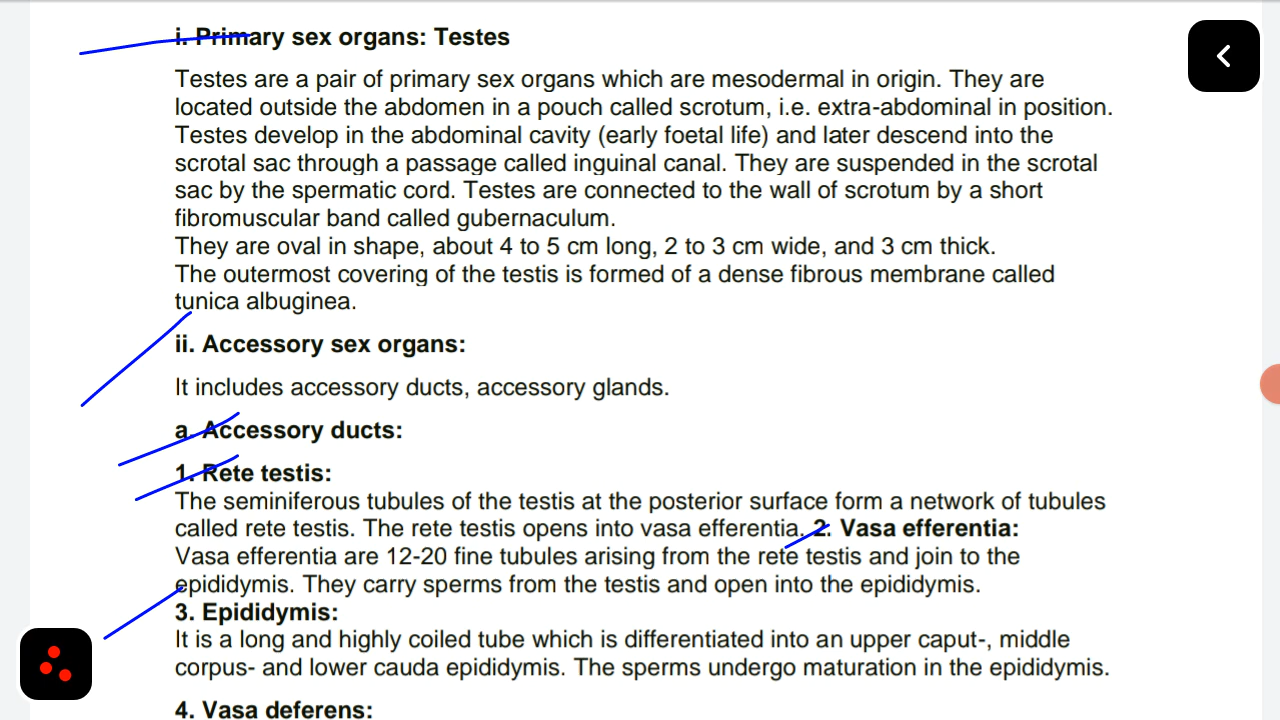 i. Primary sex organs: Testes
Testes are a pair of primary sex organs which are mesodermal in origin. They are
located outside the abdomen in a pouch called scrotum, i.e. extra-abdominal in position.
Testes develop in the abdominal cavity (early foetal life) and later descend into the
scrotal sac through a passage called inguinal canal. They are suspended in the scrotal
sac by the spermatic cord. Testes are connected to the wall of scrotum by a short
fibromuscular band called gubernaculum.
They are oval in shape, about 4 to 5 cm long, 2 to 3 cm wide, and 3 cm thick.
The outermost covering of the testis is formed of a dense fibrous membrane called
tunica albuginea.
ii. Accessory sex organs:
It includes accessory ducts, accessory glands.
a. Accessory ducts:
1. Rete testis:
The seminiferous tubules of the testis at the posterior surface form a network of tubules
called rete testis. The rete testis opens into vasa efferentia. 2. Vasa efferentia:
Vasa efferentia are 12-20 fine tubules arising from the rete testis and join to the
epididymis. They carry sperms from the testis and open into the epididymis.
3. Epididymis:
It is a long and highly coiled tube which is differentiated into an upper caput-, middle
corpus- and lower cauda epididymis. The sperms undergo maturation in the epididymis.
4. Vasa deferens: